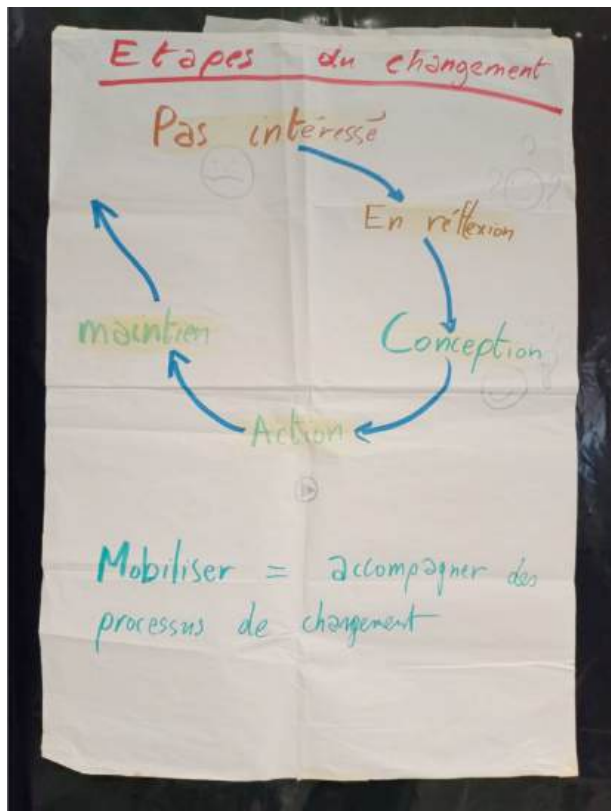 Etapes du changement
Pas intéressé
En réflexion
Conception
Action
maintien
Mobiliser = accompagner des
processus de changement